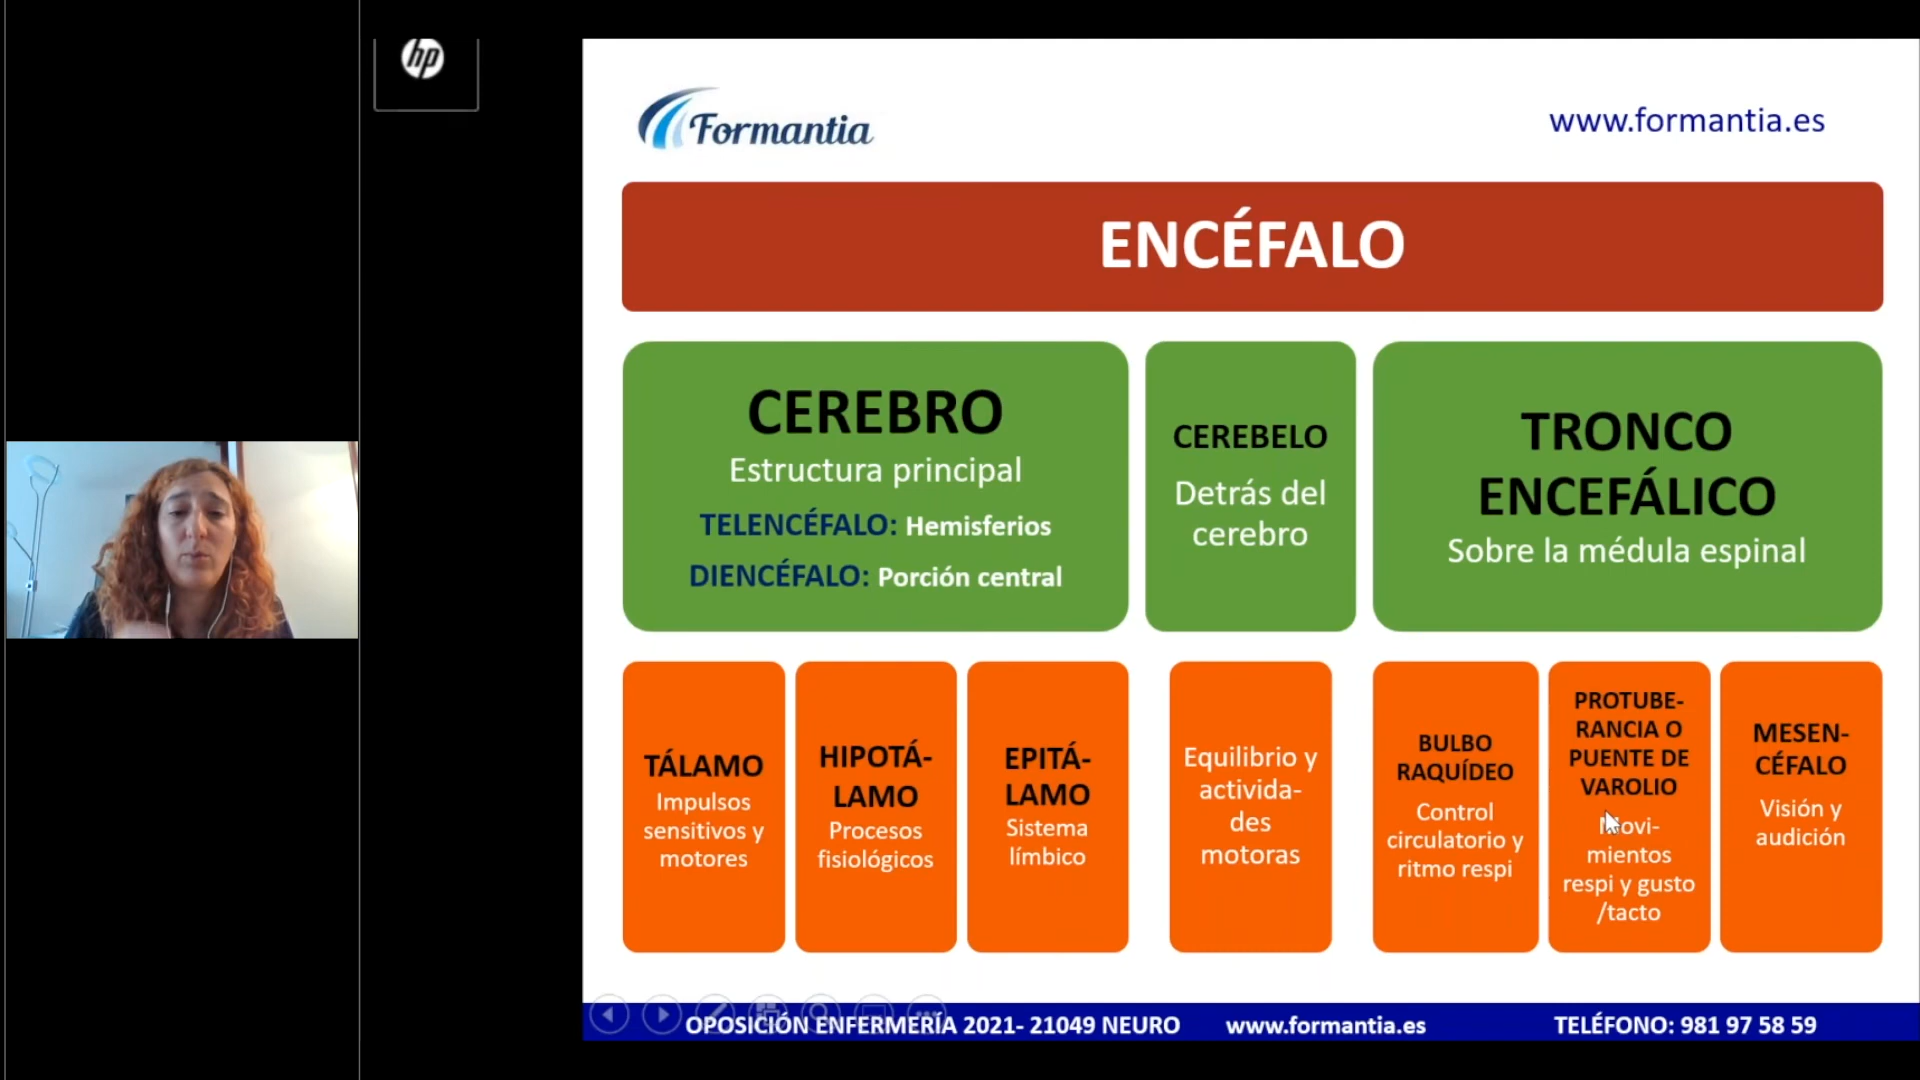 hp
Formantia
www.formantia.es
ENCÉFALO
CEREBRO
Estructura principal
TELENCÉFALO: Hemisferios
DIENCÉFALO: Porción central
CEREBELO
Detrás del
cerebro
TRONCO
ENCEFÁLICO
Sobre la médula espinal
TÁLAMO
Impulsos
sensitivos y
motores
HIPOTÁ-
LAMO
Procesos
fisiológicos
EPITÁ-
LAMO
Sistema
límbico
Equilibrio y
activida-
des
motoras
BULBO
RAQUÍDEO
Control
circulatorio y
ritmo respi
PROTUBE-
RANCIA O
PUENTE DE
VAROLIO
Movi-
mientos
respi y gusto
/tacto
MESEN-
CÉFALO
Visión y
audición
OPOSICIÓN ENFERMERÍA 2021- 21049 NEURO
www.formantia.es
TELÉFONO: 981 97 58 59